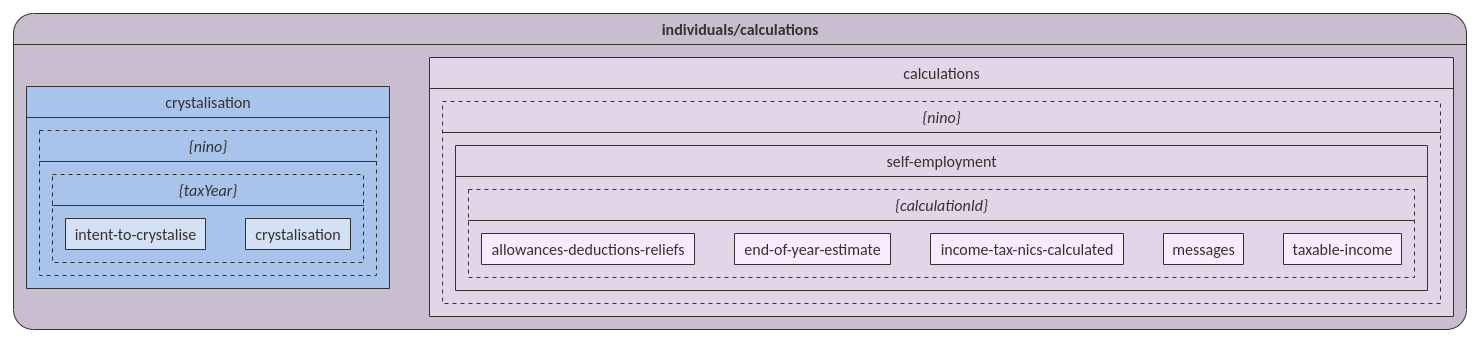 individuals/calculations
crystalisation
{nino}
{taxYear}
intent-to-crystalise
crystalisation
calculations
{nino}
self-employment
{calculationId}
allowances-deductions-reliefs
end-of-year-estimate
income-tax-nics-calculated
messages
taxable-income